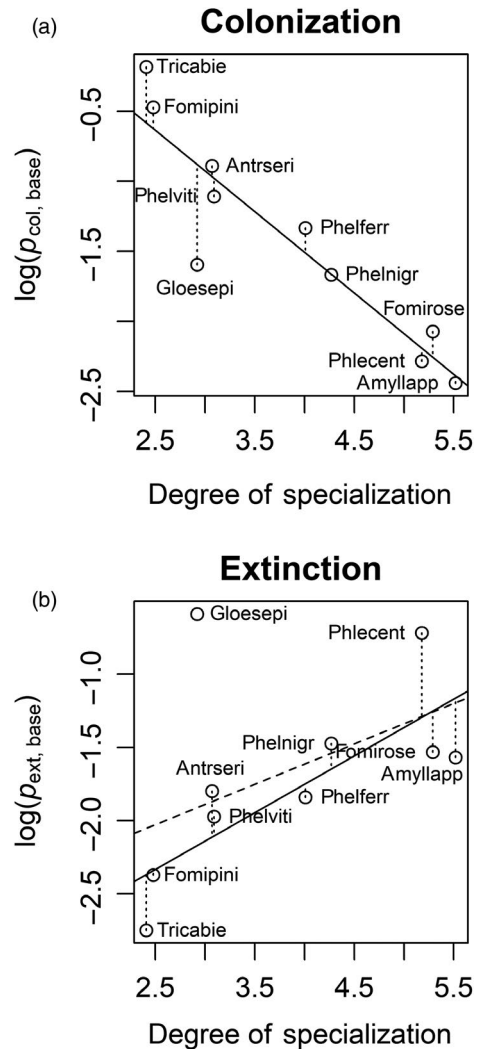 (a)
Colonization
Tricabie
Fomipini
Antrseri
Phelviti
Gloesepi
Phelferr
Phelnigr
Fomirose
Phlecent
Amyllapp
−0.5
−1.5
−2.5
log(pcol, base)
2.5 3.5 4.5 5.5
Degree of specialization
(b)
Extinction
Gloesepi
Phlecent
Phelnigr
Fomirose
Antrseri
Amyllapp
Phelviti
Phelferr
Fomipini
Tricabie
−1.0
−1.5
−2.0
−2.5
log(pext, base)
2.5 3.5 4.5 5.5
Degree of specialization